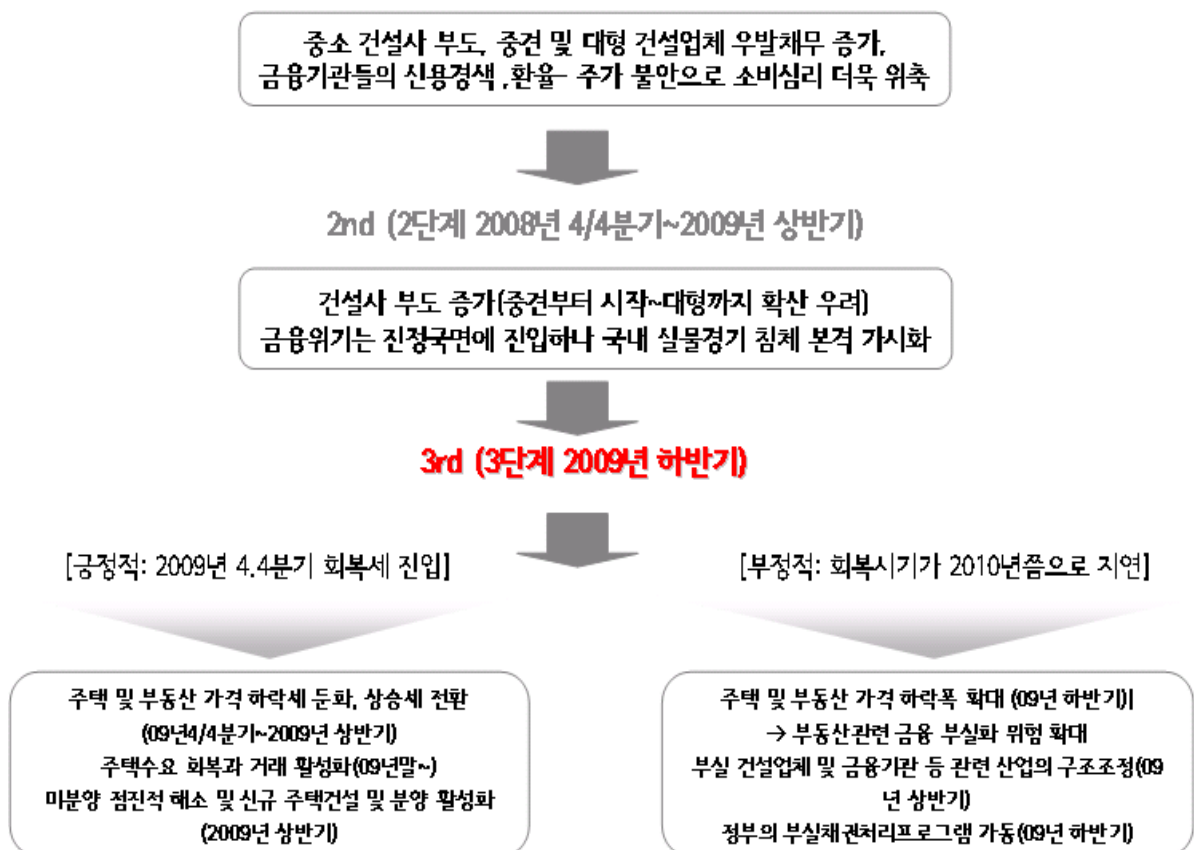 중소 건설사 부도, 중견 및 대형 건설업체 우발채무 증가,
금융기관들의 신용경색 ,환율- 주가 불안으로 소비심리 더욱 위축
2nd (2단계 2008년 4/4분기~2009년 상반기)
건설사 부도 증가(중견부터 시작~대형까지 확산 우려)
금융위기는 진정국면에 진입하나 국내 실물경기 침체 본격 가시화
3rd (3단계 2009년 하반기)
[긍정적: 2009년 4.4분기 회복세 진입]
주택 및 부동산 가격 하락세 둔화, 상승세 전환
(09년4/4분기~2009년 상반기)
주택수요 회복과 거래 활성화(09년말~)
미분양 점진적 해소 및 신규 주택건설 및 분양 활성화
(2009년 상반기)
[부정적: 회복시기가 2010년쯤으로 지연]
주택 및 부동산 가격 하락폭 확대 (09년 하반기)|
→ 부동산관련 금융 부실화 위험 확대
부실 건설업체 및 금융기관 등 관련 산업의 구조조정(09
년 상반기)
정부의 부실채권처리프로그램 가동(09년 하반기)